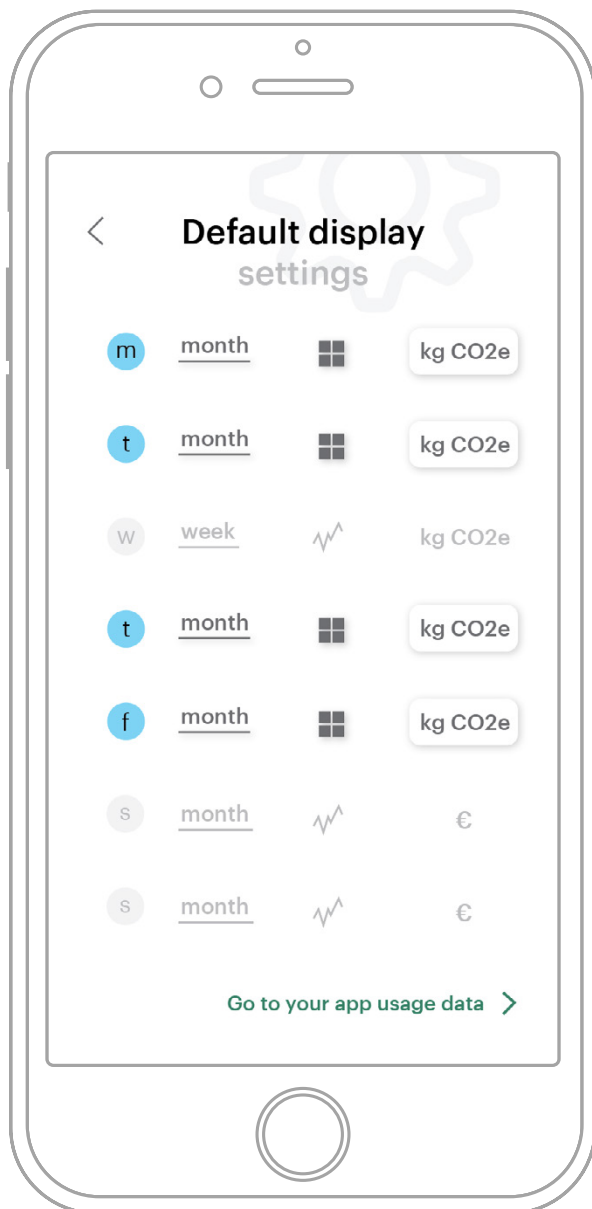 Default display
settings
m month kg CO2e
t month kg CO2e
w week kg CO2e
t month kg CO2e
f month kg CO2e
s month €
s month €
Go to your app usage data